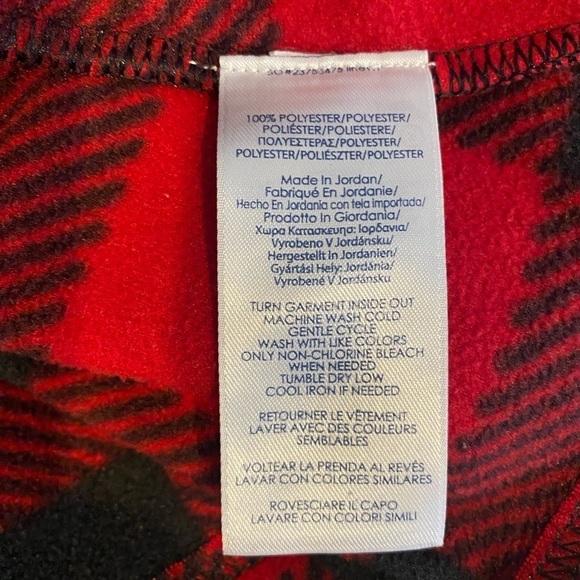 100% POLYESTER/POLYESTER/
POLIÉSTER/POLIESTERE/
ΠΟΛΥΕΣΤΕΡΑΣ/POLYESTER/
POLYESTER/POLIÉSZTER/POLYESTER
Made In Jordan/
Fabriqué En Jordanie/
Hecho En Jordania con tela importada/
Prodotto In Giordania/
Χωρα Κατασκευης: Ιορδανια/
Vyrobeno V Jordánsku/
Hergestellt In Jordanien/
Gyártási Hely: Jordánia/
Vyrobené V Jordánsku
TURN GARMENT INSIDE OUT
MACHINE WASH COLD
GENTLE CYCLE
WASH WITH LIKE COLORS
ONLY NON-CHLORINE BLEACH
WHEN NEEDED
TUMBLE DRY LOW
COOL IRON IF NEEDED
RETOURNER LE VÊTEMENT
LAVER AVEC DES COULEURS
SEMBLABLES
VOLTEAR LA PRENDA AL REVÉS
LAVAR CON COLORES SIMILARES
ROVESCIARE IL CAPO
LAVARE CON COLORI SIMILI